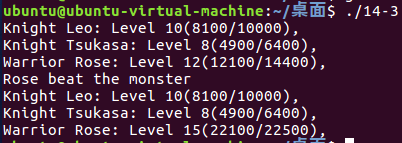 ubuntu@ubuntu-virtual-machine:~/桌面$ ./14-3
Knight Leo: Level 10(8100/10000),
Knight Tsukasa: Level 8(4900/6400),
Warrior Rose: Level 12(12100/14400),
Rose beat the monster
Knight Leo: Level 10(8100/10000),
Knight Tsukasa: Level 8(4900/6400),
Warrior Rose: Level 15(22100/22500),